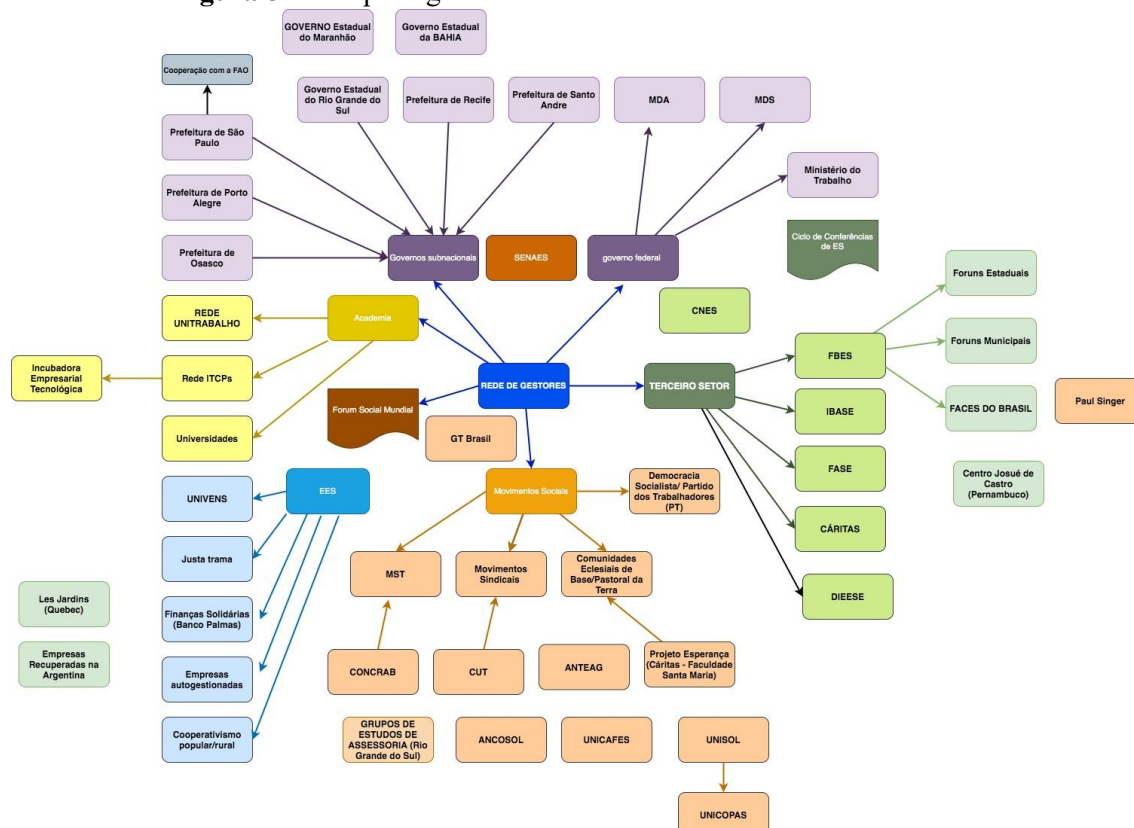 GOVERNO Estadual
do Maranhão
Governo Estadual
da BAHIA
Cooperação com a FAO
Governo Estadual
do Rio Grande do
Sul
Prefeitura de Recife
Prefeitura de Santo
Andre
MDA
MDS
Prefeitura de São
Paulo
Ministério do
Trabalho
Prefeitura de Porto
Alegre
Prefeitura de
Osasco
Governos subnacionais
SENAES
governo federal
Ciclo de Conferências
de ES
Foruns Estaduais
CNES
REDE
UNITRABALHO
Academia
FBES
Foruns Municipais
Incubadora
Empresarial
Tecnológica
Rede ITCPs
REDE DE GESTORES
TERCEIRO SETOR
IBASE
FACES DO BRASIL
Paul Singer
Forum Social Mundial
Universidades
GT Brasil
FASE
Centro Josué de
Castro
(Pernambuco)
UNIVENS
EES
Movimentos Sociais
Democracia
Socialista/ Partido
dos Trabalhadores
(PT)
CÁRITAS
Justa trama
MST
Movimentos
Sindicais
Comunidades
Eclesiais de
Base/Pastoral da
Terra
DIEESE
Les Jardins
(Quebec)
Finanças Solidárias
(Banco Palmas)
Empresas
Recuperadas na
Argentina
Empresas
autogestionadas
CONCRAB
CUT
ANTEAG
Projeto Esperança
(Cáritas - Faculdade
Santa Maria)
Cooperativismo
popular/rural
GRUPOS DE
ESTUDOS DE
ASSESSORIA (Rio
Grande do Sul)
ANCOSOL
UNICAFES
UNISOL
UNICOPAS